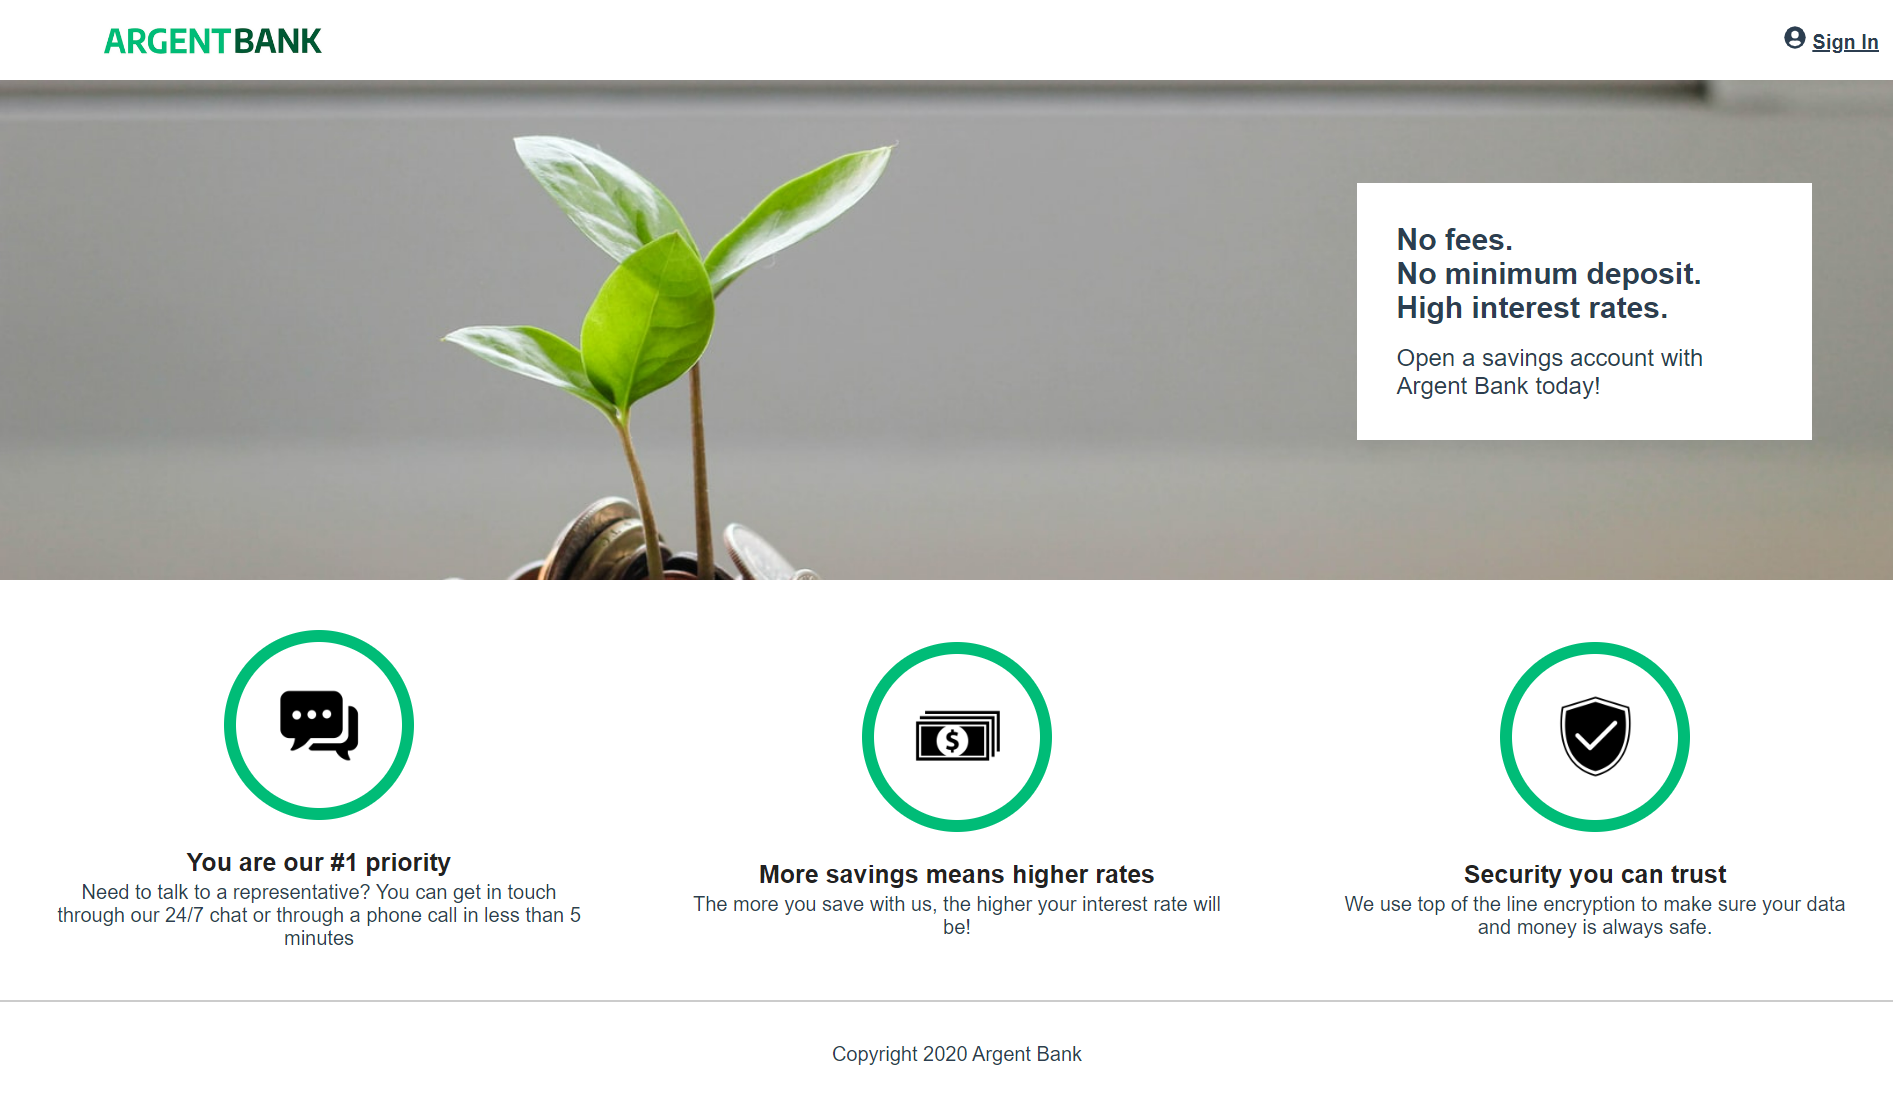 ARGENTBANK
Sign In
No fees.
No minimum deposit.
High interest rates.
Open a savings account with
Argent Bank today!
You are our #1 priority
Need to talk to a representative? You can get in touch
through our 24/7 chat or through a phone call in less than 5
minutes
More savings means higher rates
The more you save with us, the higher your interest rate will
be!
Security you can trust
We use top of the line encryption to make sure your data
and money is always safe.
Copyright 2020 Argent Bank